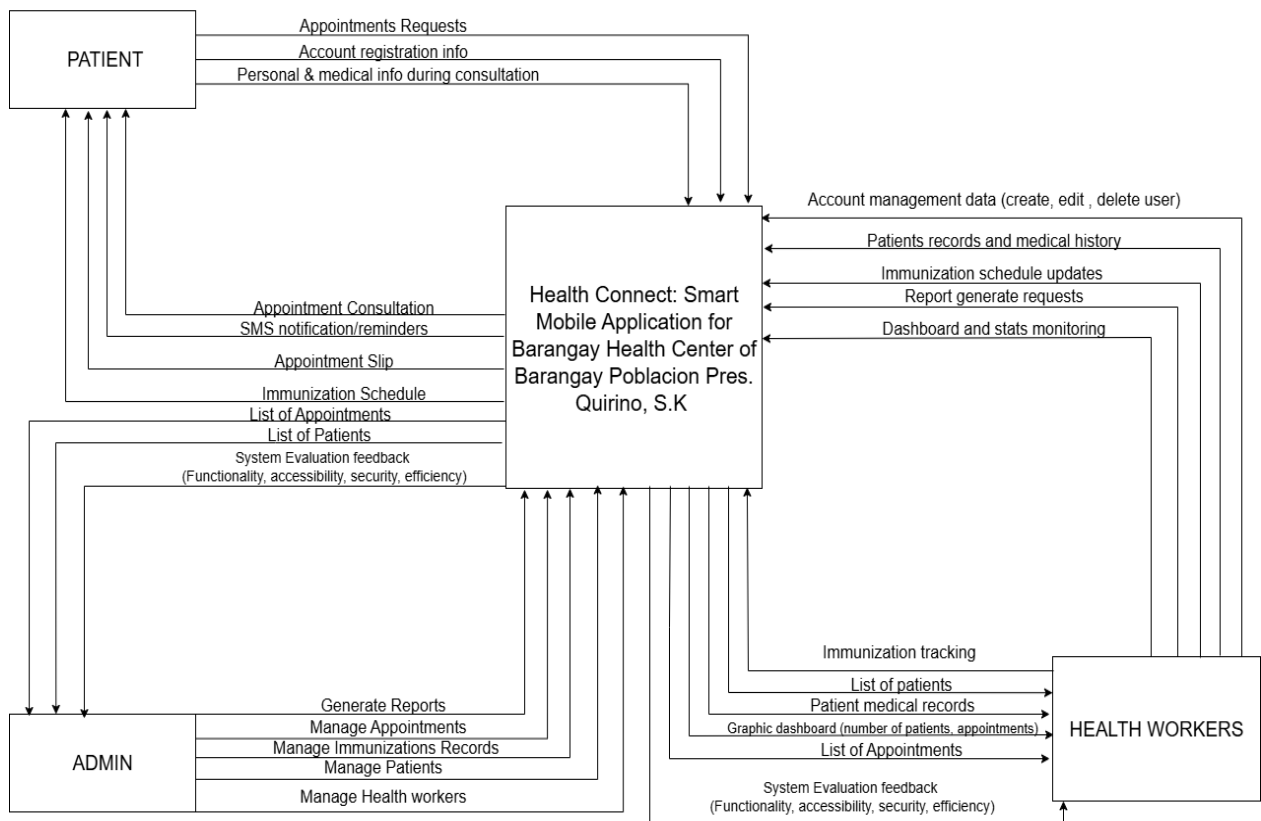 Appointments Requests
PATIENT
Account registration info
Personal & medical info during consultation
Account management data (create, edit , delete user)
Patients records and medical history
Immunization schedule updates
Report generate requests
Dashboard and stats monitoring
Health Connect: Smart
Mobile Application for
Barangay Health Center of
Barangay Poblacion Pres.
Quirino, S.K
Appointment Consultation
SMS notification/reminders
Appointment Slip
Immunization Schedule
List of Appointments
List of Patients
System Evaluation feedback
(Functionality, accessibility, security, efficiency)
Immunization tracking
List of patients
Patient medical records
Graphic dashboard (number of patients, appointments)
List of Appointments
HEALTH WORKERS
System Evaluation feedback
(Functionality, accessibility, security, efficiency)
Generate Reports
Manage Appointments
Manage Immunizations Records
ADMIN
Manage Patients
Manage Health workers